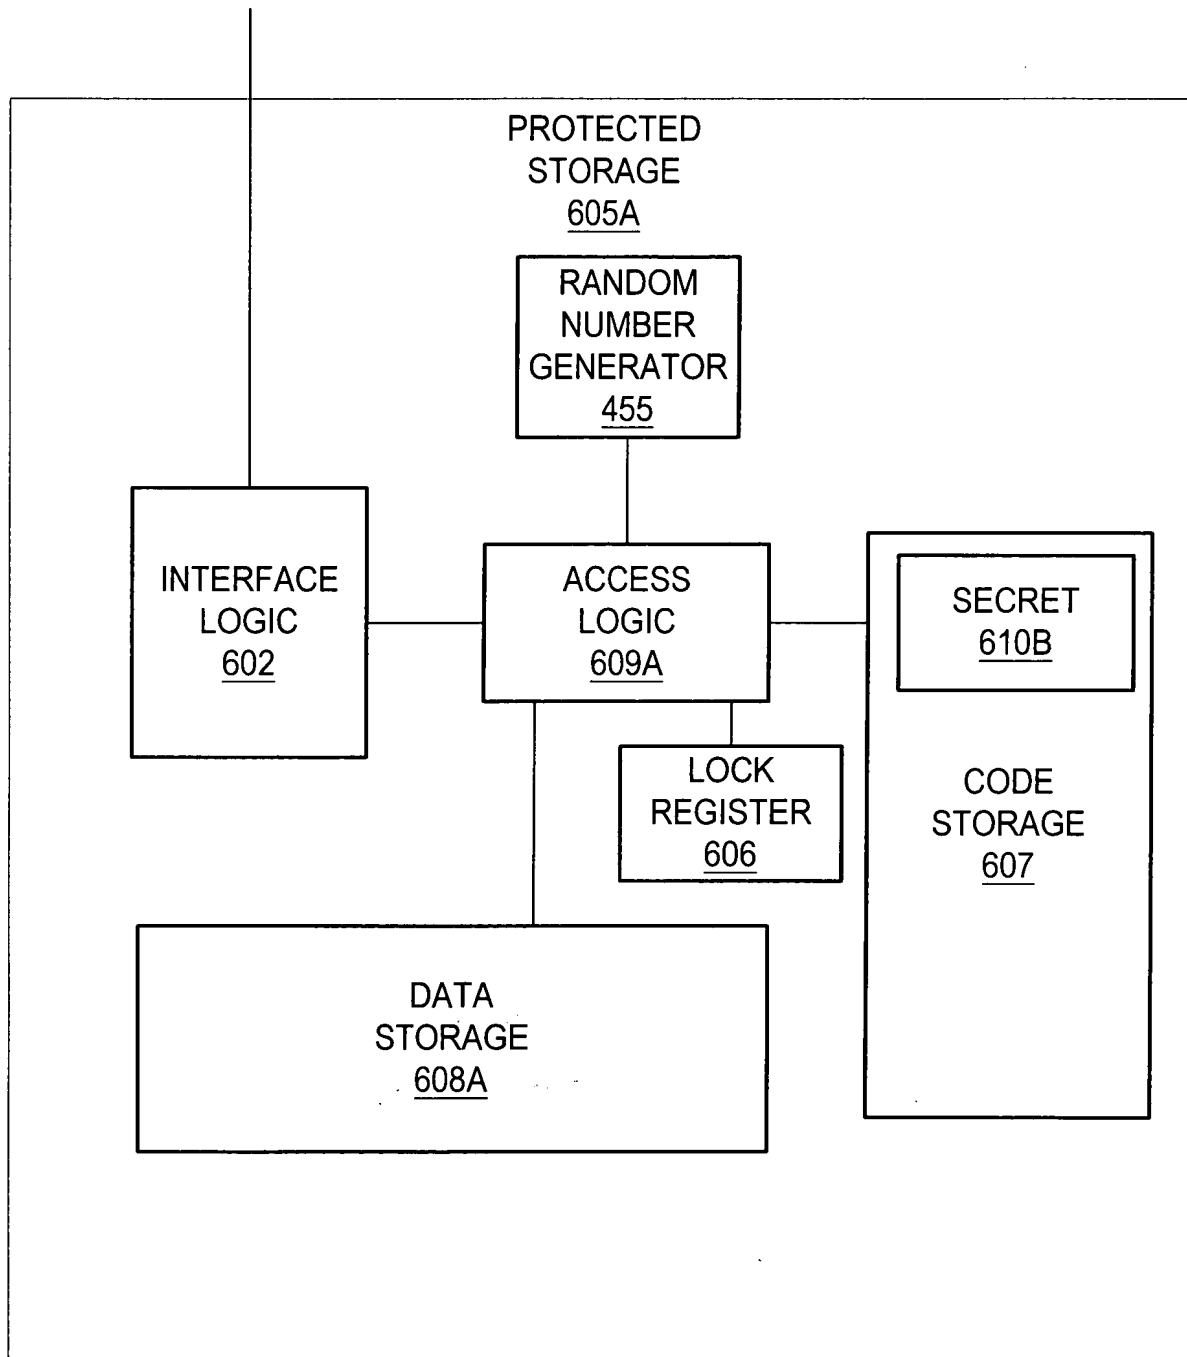 PROTECTED
STORAGE
605A
RANDOM
NUMBER
GENERATOR
455
INTERFACE
LOGIC
602
ACCESS
LOGIC
609A
SECRET
610B
LOCK
REGISTER
606
CODE
STORAGE
607
DATA
STORAGE
608A